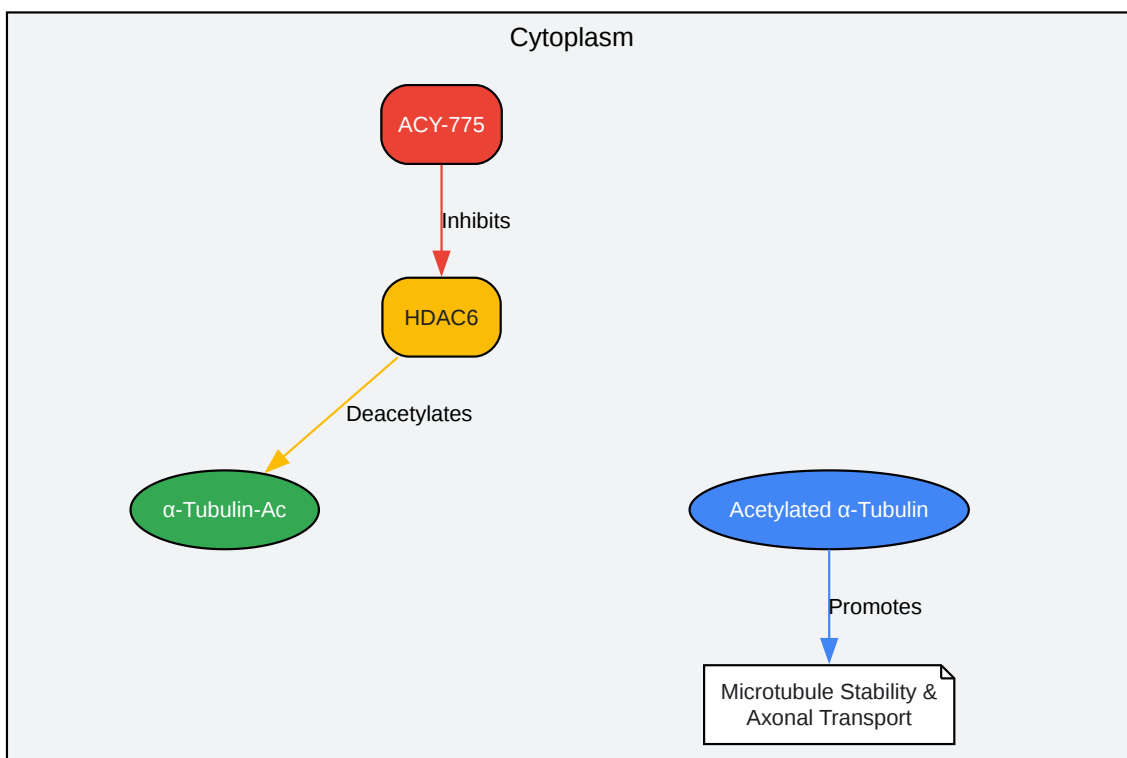 Cytoplasm
ACY-775
Inhibits
HDAC6
Deacetylates
α-Tubulin-Ac
Acetylated α-Tubulin
Promotes
Microtubule Stability &
Axonal Transport